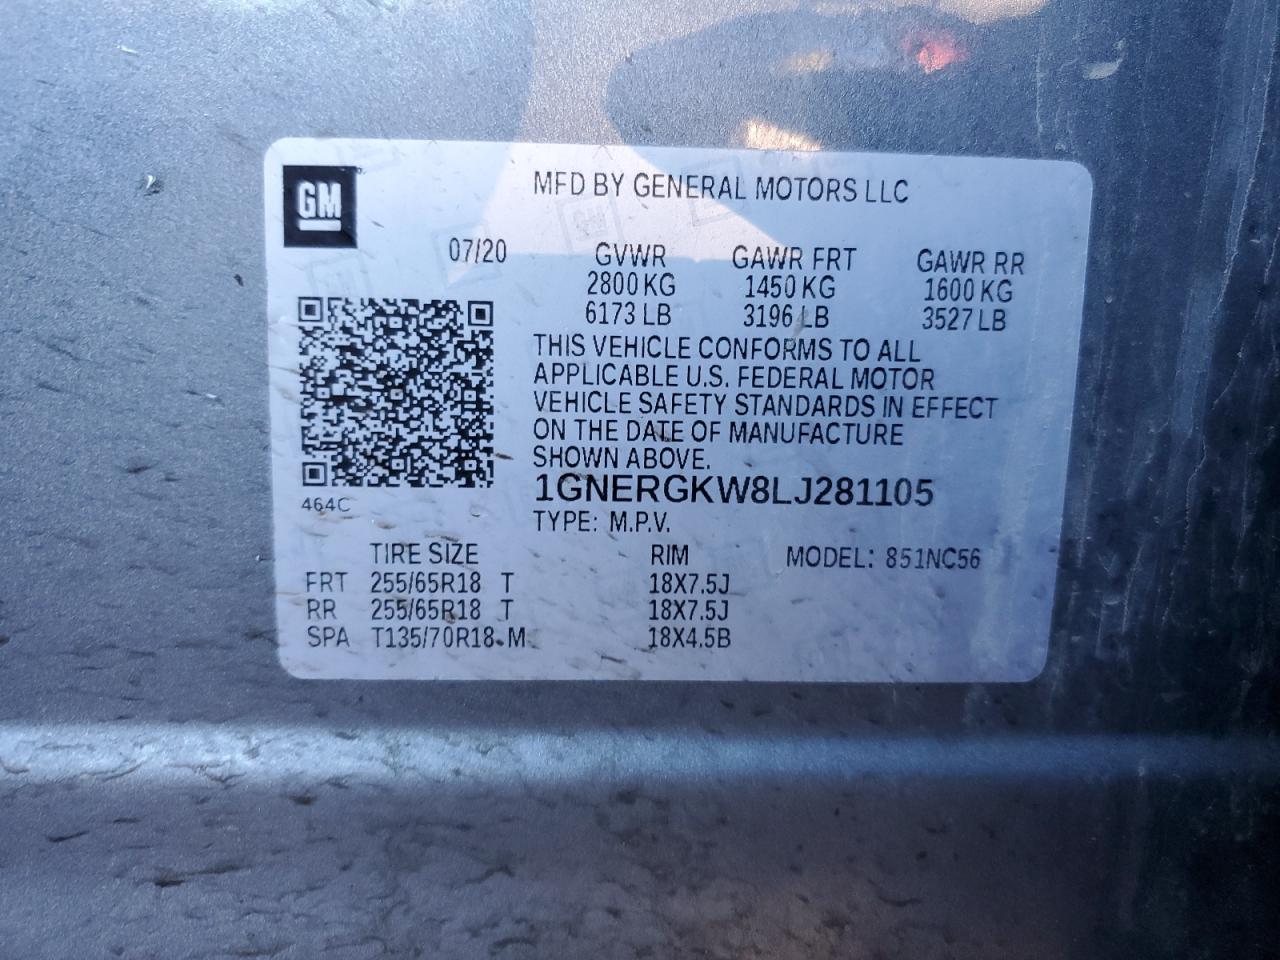 GM
MFD BY GENERAL MOTORS LLC
07/20 GVWR GAWR FRT GAWR RR
2800 KG 1450 KG 1600 KG
6173 LB 3196 LB 3527 LB
THIS VEHICLE CONFORMS TO ALL
APPLICABLE U.S. FEDERAL MOTOR
VEHICLE SAFETY STANDARDS IN EFFECT
ON THE DATE OF MANUFACTURE
SHOWN ABOVE.
1GNERGKW8LJ281105
464C
TYPE: M.P.V.
TIRE SIZE RIM MODEL: 851NC56
FRT 255/65R18 T 18X7.5J
RR 255/65R18 T 18X7.5J
SPA T135/70R18 M 18X4.5B